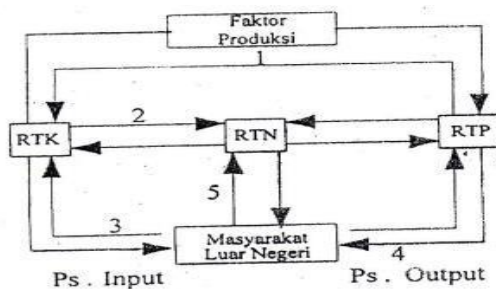 Faktor
Produksi
1
2
RTK
RTN
RTP
5
3
Masyarakat
Luar Negeri
4
Ps . Input
Ps . Output